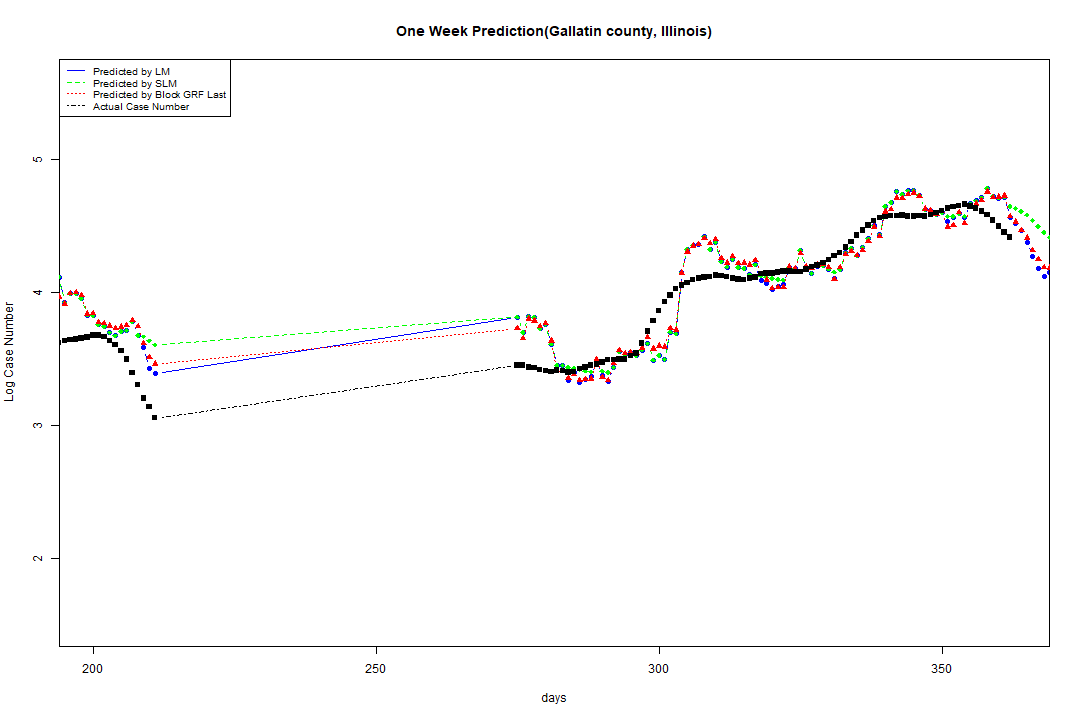 One Week Prediction(Gallatin county, Illinois)
Predicted by LM
Predicted by SLM
Predicted by Block GRF Last
Actual Case Number
5
4
3
2
Log Case Number
200
250
300
350
days